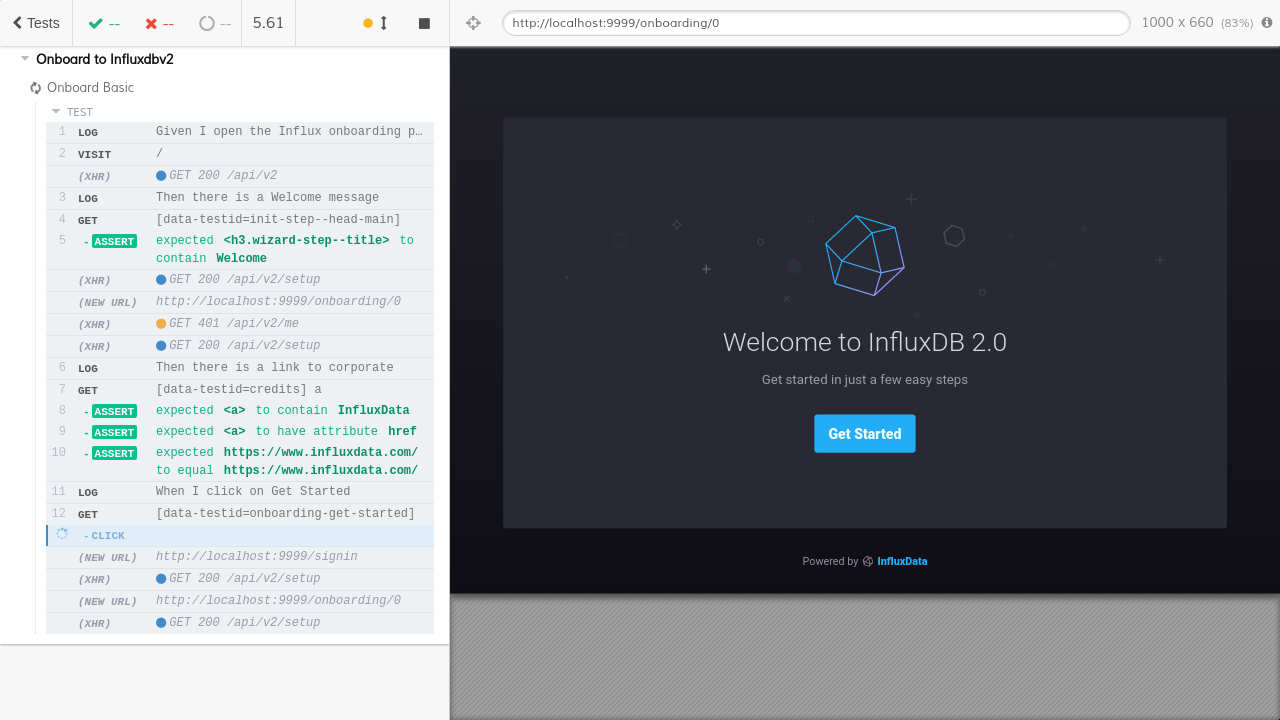 Tests
--
--
--
5.61
http://localhost:9999/onboarding/0
1000 x 660 (83%)
Onboard to Influxdbv2
Onboard Basic
TEST
1 LOG Given I open the Influx onboarding p…
2 VISIT /
(XHR) GET 200 /api/v2
3 LOG Then there is a Welcome message
4 GET [data-testid=init-step--head-main]
5 - ASSERT expected <h3.wizard-step--title> to
contain Welcome
(XHR) GET 200 /api/v2/setup
(NEW URL) http://localhost:9999/onboarding/0
(XHR) GET 401 /api/v2/me
(XHR) GET 200 /api/v2/setup
6 LOG Then there is a link to corporate
7 GET [data-testid=credits] a
8 - ASSERT expected <a> to contain InfluxData
9 - ASSERT expected <a> to have attribute href
10 - ASSERT expected https://www.influxdata.com/
to equal https://www.influxdata.com/
11 LOG When I click on Get Started
12 GET [data-testid=onboarding-get-started]
- CLICK
(NEW URL) http://localhost:9999/signin
(XHR) GET 200 /api/v2/setup
(NEW URL) http://localhost:9999/onboarding/0
(XHR) GET 200 /api/v2/setup
Welcome to InfluxDB 2.0
Get started in just a few easy steps
Get Started
Powered by InfluxData